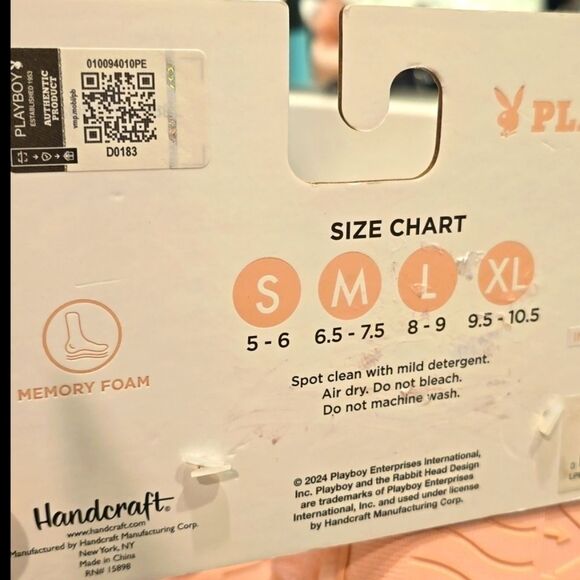 PLAYBOY
ESTABLISHED 1953
AUTHENTIC
PRODUCT
vmp.mobi/pb
010094010PE
D0183
SIZE CHART
S M L XL
5 - 6 6.5 - 7.5 8 - 9 9.5 - 10.5
MEMORY FOAM
Spot clean with mild detergent.
Air dry. Do not bleach.
Do not machine wash.
© 2024 Playboy Enterprises International,
Inc. Playboy and the Rabbit Head Design
are trademarks of Playboy Enterprises
International, Inc. and used under license
by Handcraft Manufacturing Corp.
Handcraft®
www.handcraft.com
Manufactured by Handcraft Manufacturing Corp.
New York, NY
Made in China
RN# 15898